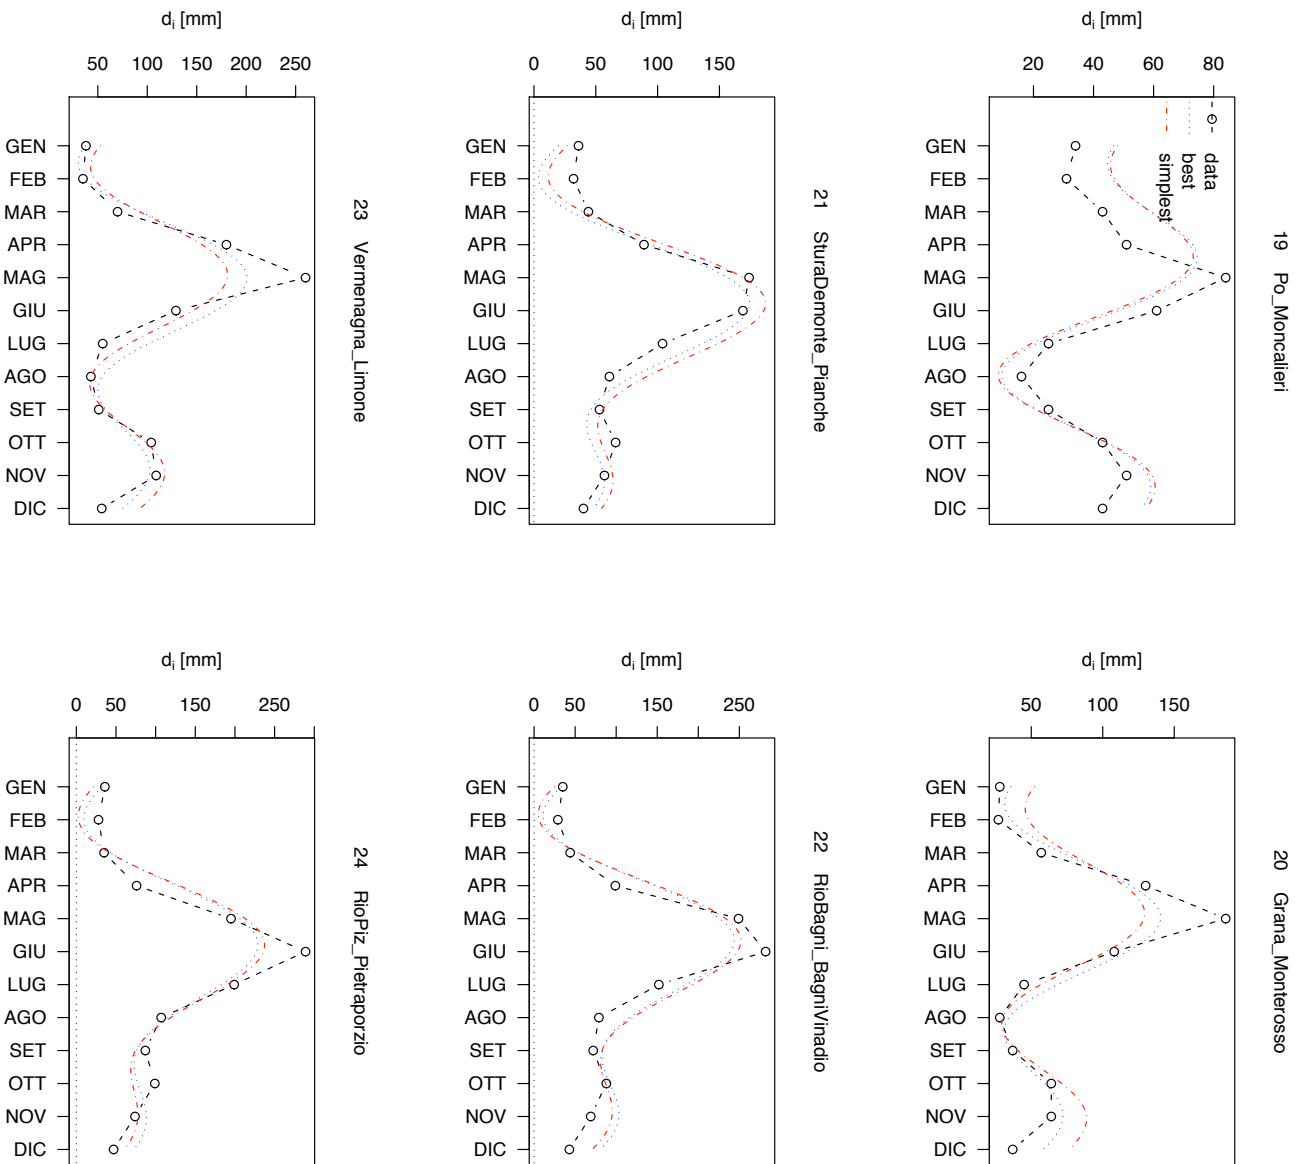 19 Po_Moncalieri
d_i [mm]
20 40 60 80
GEN
FEB
MAR
APR
MAG
GIU
LUG
AGO
SET
OTT
NOV
DIC
data
best
simplest
20 Grana_Monterosso
d_i [mm]
50 100 150
GEN
FEB
MAR
APR
MAG
GIU
LUG
AGO
SET
OTT
NOV
DIC
21 SturaDemonte_Pianche
d_i [mm]
0 50 100 150
GEN
FEB
MAR
APR
MAG
GIU
LUG
AGO
SET
OTT
NOV
DIC
22 RioBagni_BagniVinadio
d_i [mm]
0 50 150 250
GEN
FEB
MAR
APR
MAG
GIU
LUG
AGO
SET
OTT
NOV
DIC
23 Vermenagna_Limone
d_i [mm]
50 100 150 200 250
GEN
FEB
MAR
APR
MAG
GIU
LUG
AGO
SET
OTT
NOV
DIC
24 RioPiz_Pietraporzio
d_i [mm]
0 50 150 250
GEN
FEB
MAR
APR
MAG
GIU
LUG
AGO
SET
OTT
NOV
DIC